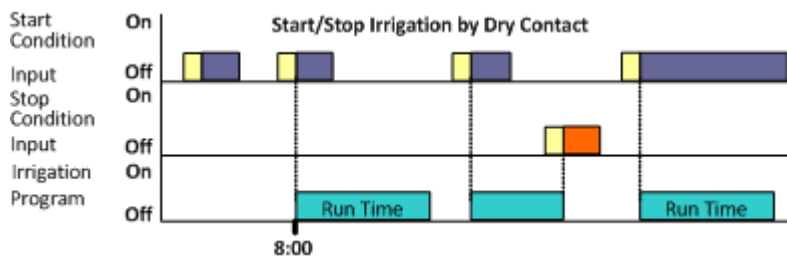 Start/Stop Irrigation by Dry Contact
Start
Condition
On
Input
Off
Stop
Condition
On
Input
Off
Irrigation
On
Program
Off
Run Time
Run Time
8:00